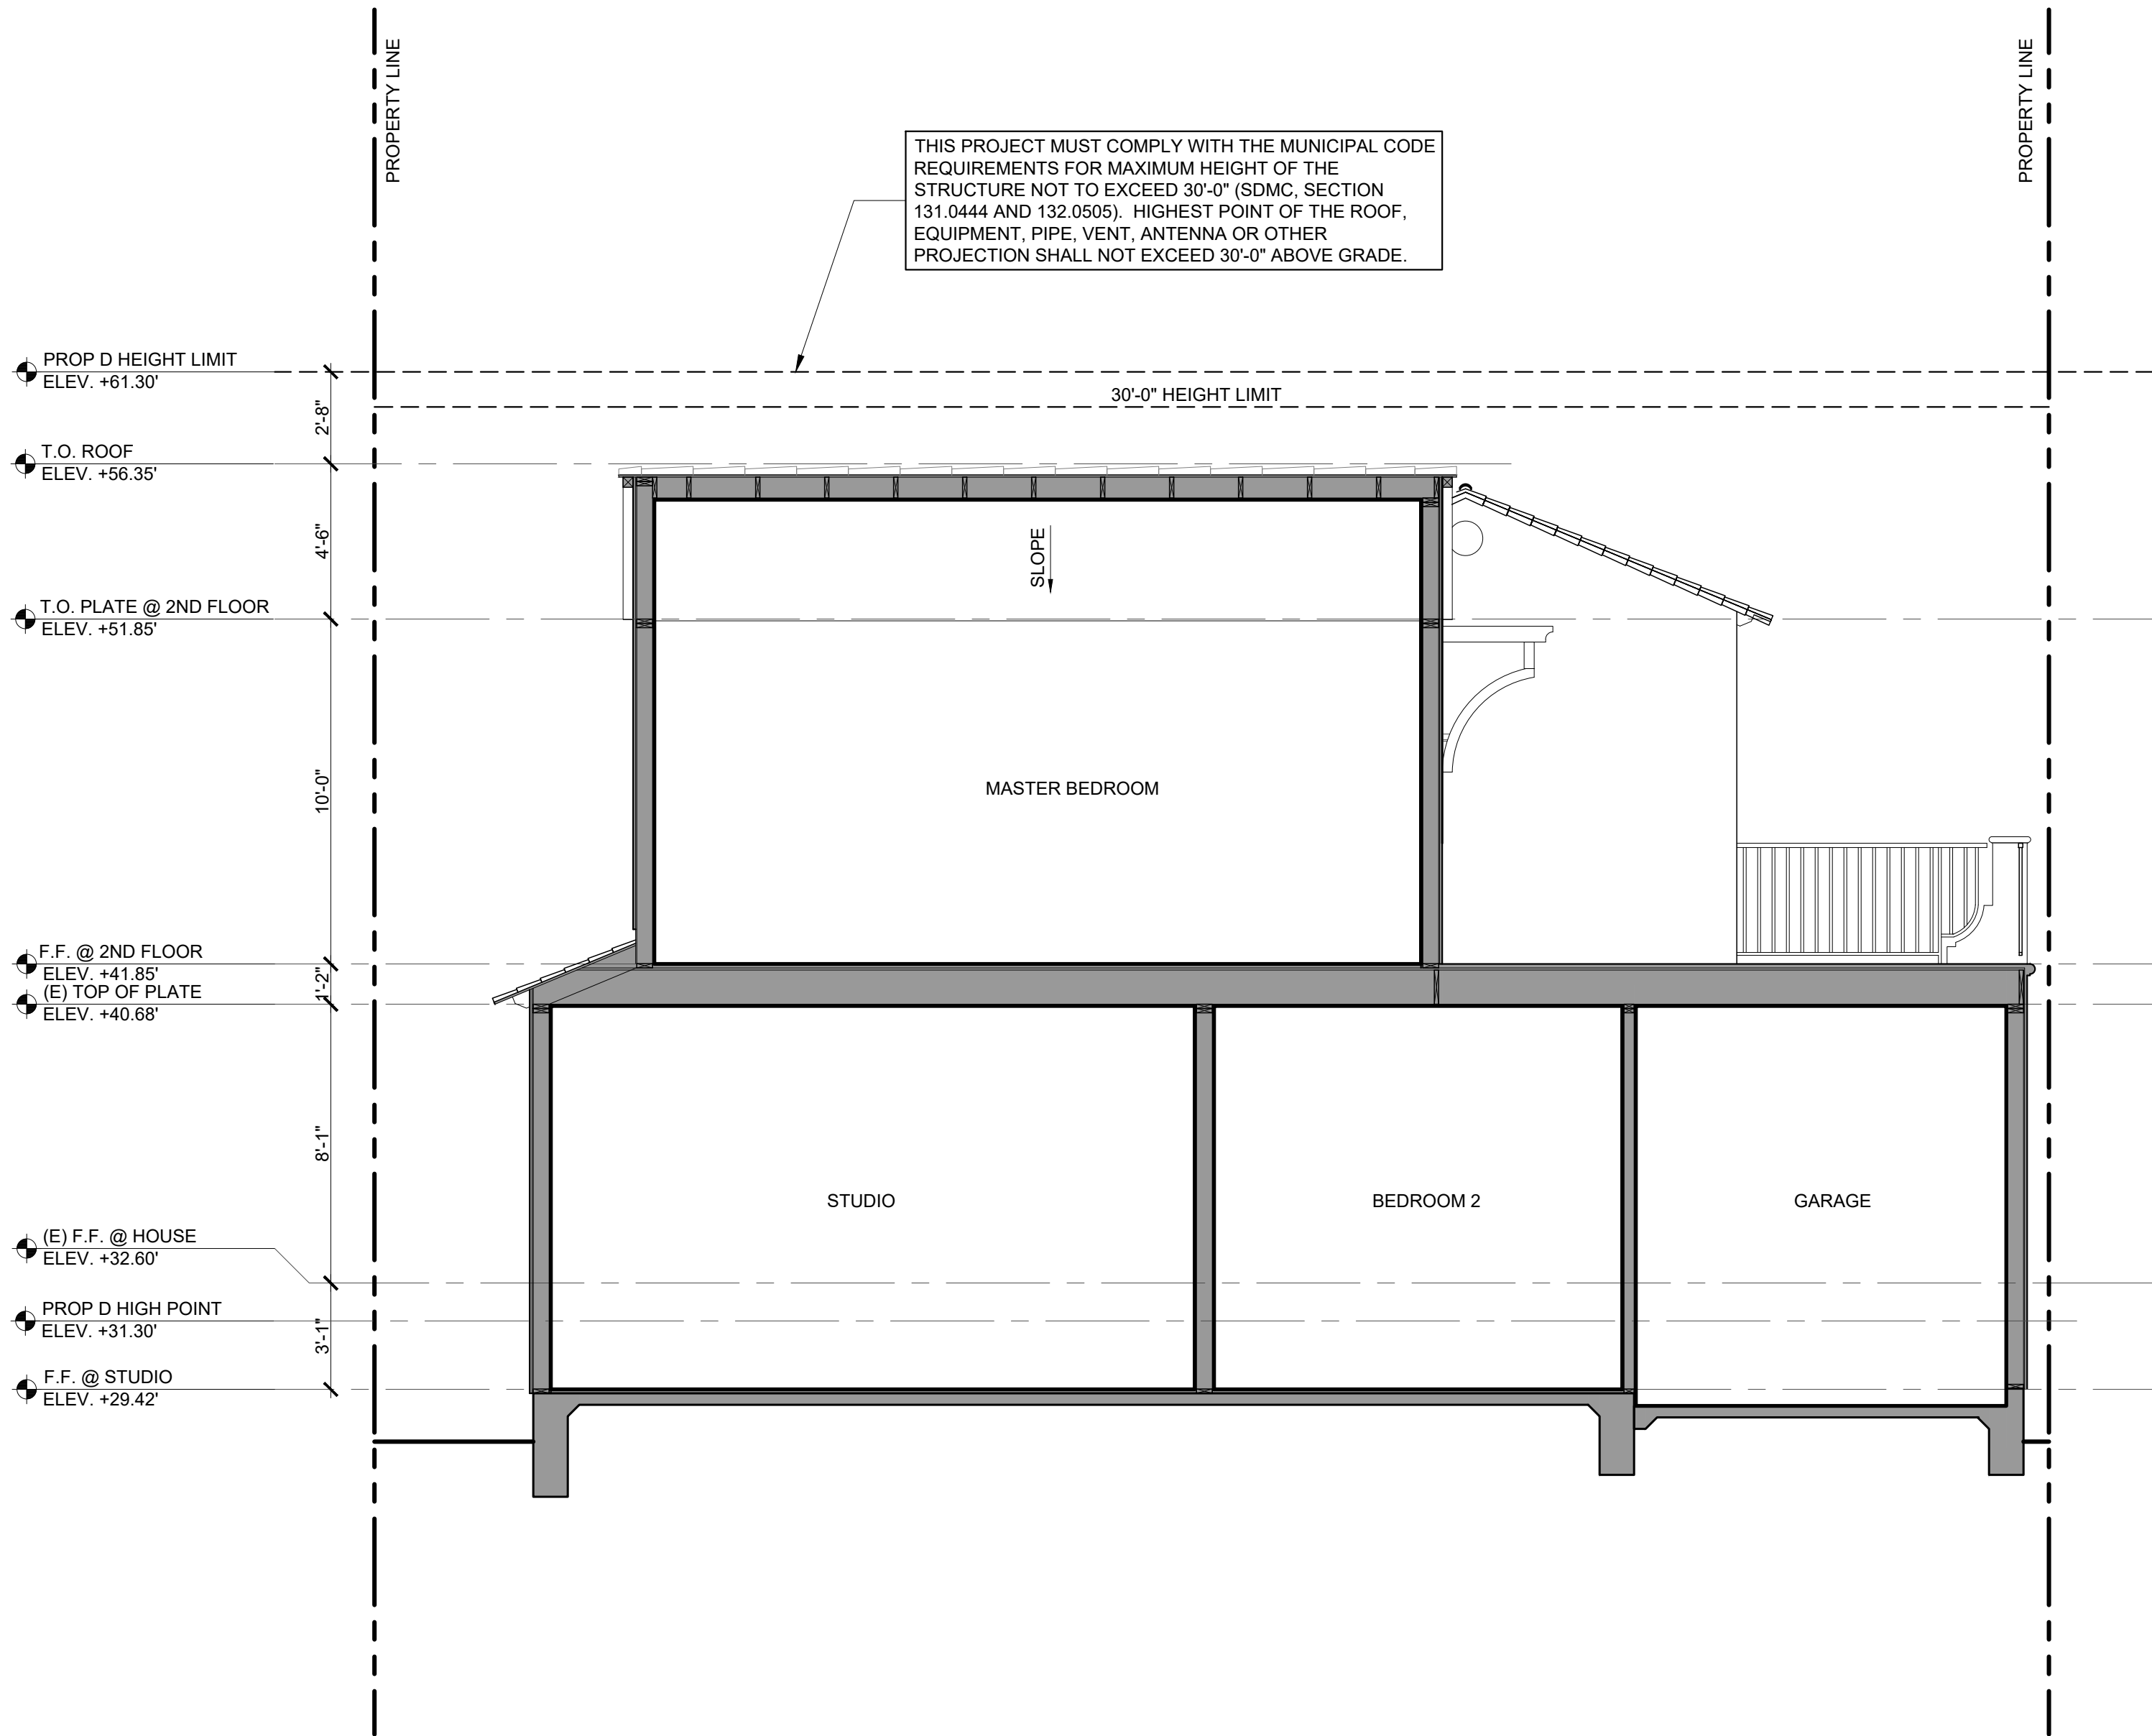 PROPERTY LINE
PROPERTY LINE
THIS PROJECT MUST COMPLY WITH THE MUNICIPAL CODE
REQUIREMENTS FOR MAXIMUM HEIGHT OF THE
STRUCTURE NOT TO EXCEED 30'-0" (SDMC, SECTION
131.0444 AND 132.0505).  HIGHEST POINT OF THE ROOF,
EQUIPMENT, PIPE, VENT, ANTENNA OR OTHER
PROJECTION SHALL NOT EXCEED 30'-0" ABOVE GRADE.
PROP D HEIGHT LIMIT
ELEV. +61.30'
30'-0" HEIGHT LIMIT
2'-8"
T.O. ROOF
ELEV. +56.35'
4'-6"
SLOPE
T.O. PLATE @ 2ND FLOOR
ELEV. +51.85'
10'-0"
MASTER BEDROOM
F.F. @ 2ND FLOOR
ELEV. +41.85'
1'-2"
(E) TOP OF PLATE
ELEV. +40.68'
8'-1"
STUDIO
BEDROOM 2
GARAGE
(E) F.F. @ HOUSE
ELEV. +32.60'
PROP D HIGH POINT
ELEV. +31.30'
3'-1"
F.F. @ STUDIO
ELEV. +29.42'